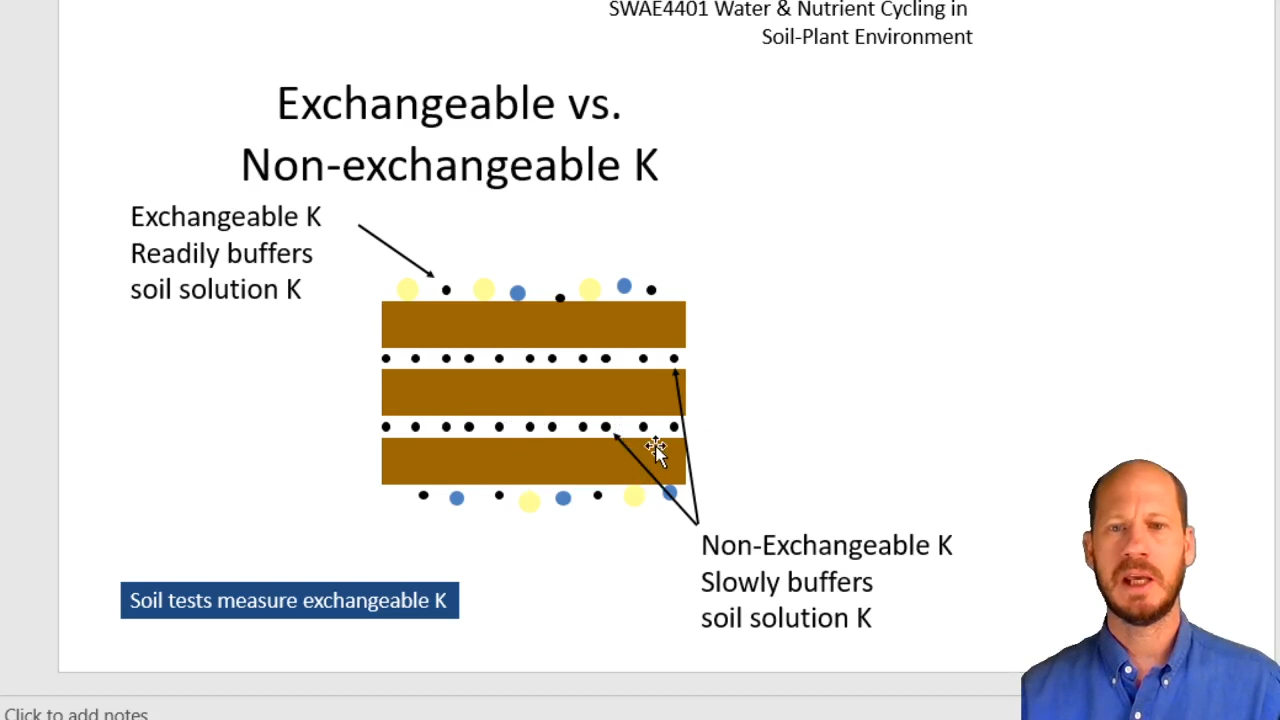 SWAE4401 Water & Nutrient Cycling in
Soil-Plant Environment
Exchangeable vs.
Non-exchangeable K
Exchangeable K
Readily buffers
soil solution K
Non-Exchangeable K
Slowly buffers
soil solution K
Soil tests measure exchangeable K
Click to add notes